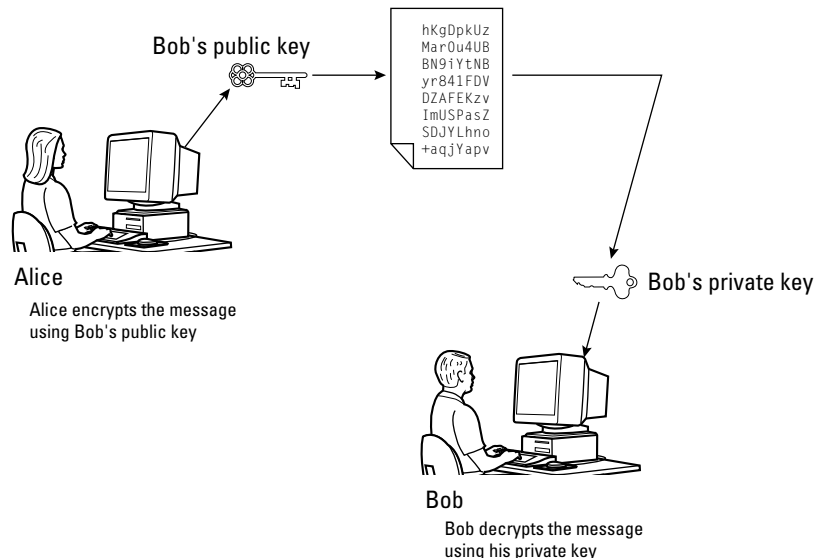 Bob's public key
hKgDpkUz
MarOu4UB
BN9iYtNB
yr841FDV
DZAFEKzv
ImUSPasZ
SDJYLhno
+aqjYapv
Alice
Alice encrypts the message
using Bob's public key
Bob's private key
Bob
Bob decrypts the message
using his private key